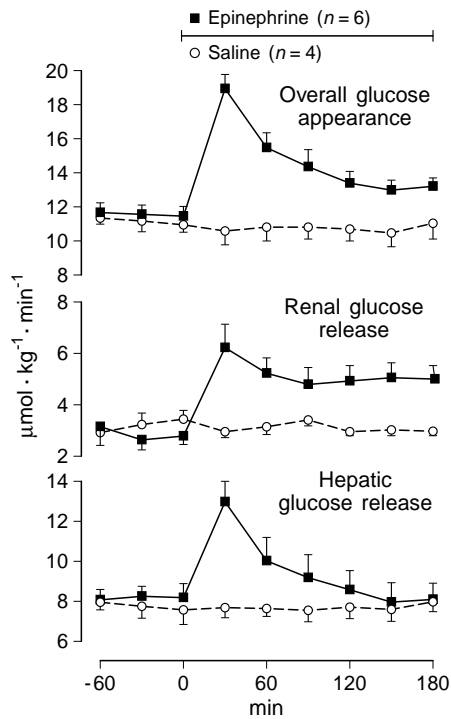 ■ Epinephrine (n = 6)
○ Saline (n = 4)
Overall glucose
appearance
20
18
16
14
12
10
8
Renal glucose
release
8
6
4
2
μmol · kg⁻¹ · min⁻¹
Hepatic
glucose release
14
12
10
8
6
-60 0 60 120 180
min